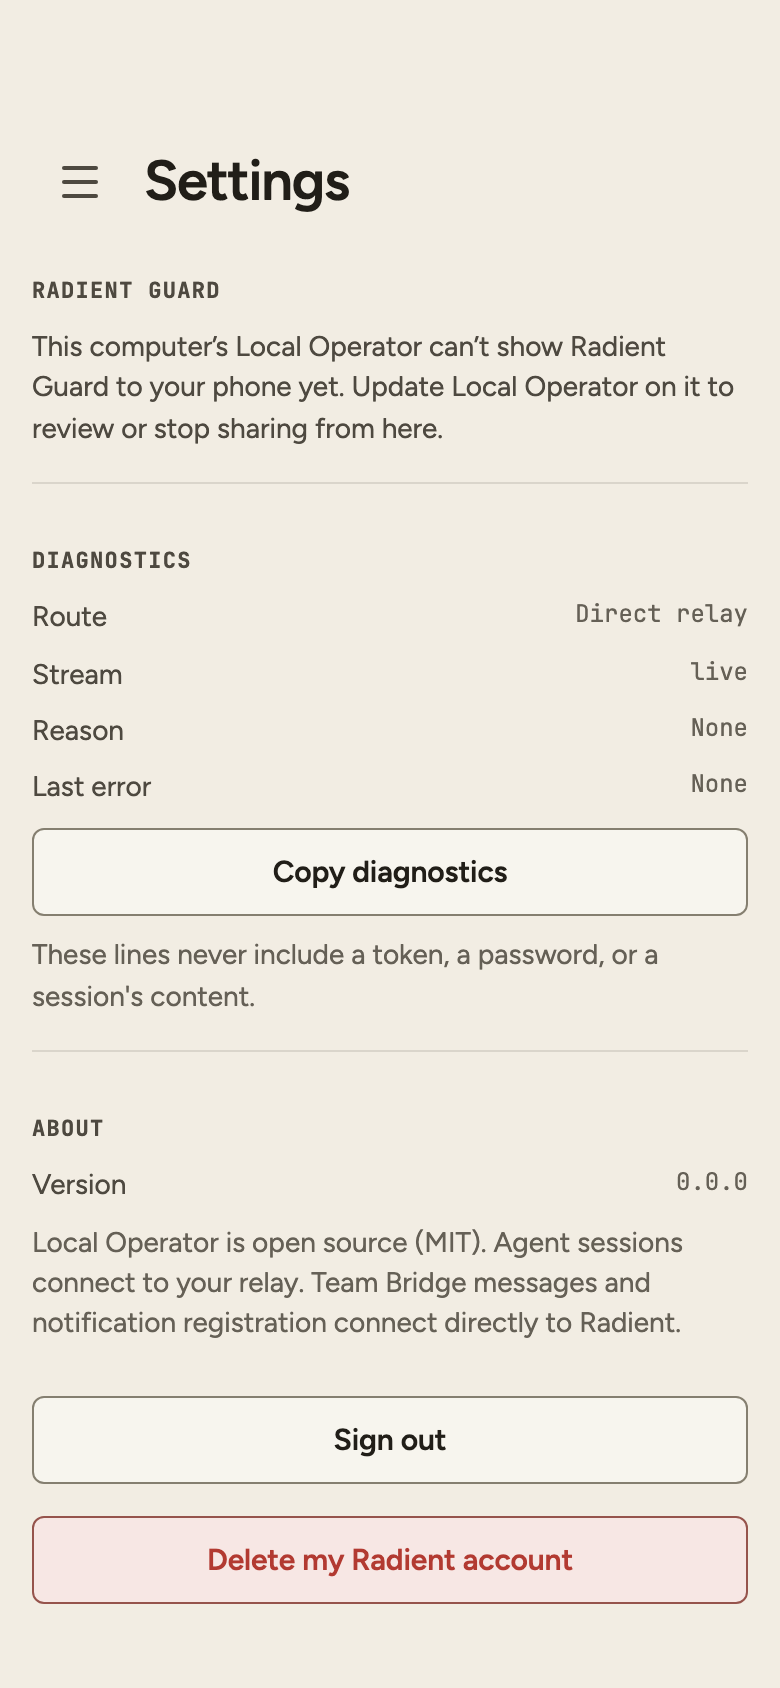 Settings
RADIENT GUARD
This computer’s Local Operator can’t show Radient
Guard to your phone yet. Update Local Operator on it to
review or stop sharing from here.
DIAGNOSTICS
Route Direct relay
Stream live
Reason None
Last error None
Copy diagnostics
These lines never include a token, a password, or a
session's content.
ABOUT
Version 0.0.0
Local Operator is open source (MIT). Agent sessions
connect to your relay. Team Bridge messages and
notification registration connect directly to Radient.
Sign out
Delete my Radient account